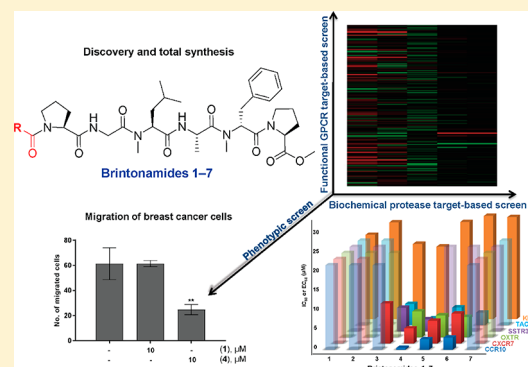 Discovery and total synthesis
R
O
N
O
HN
O
N
O
H
N
O
N
O
N
O
O
Brintonamides 1–7
Functional GPCR target-based screen
Biochemical protease target-based screen
Phenotypic screen
Migration of breast cancer cells
No. of migrated cells
80
60
40
20
0
**
- 10 - (1), μM
- - 10 (4), μM
IC50 or EC50 (μM)
30
25
20
15
10
5
0
1 2 3 4 5 6 7
K
TAC
SSTR3
OXTR
CXCR7
CCR10